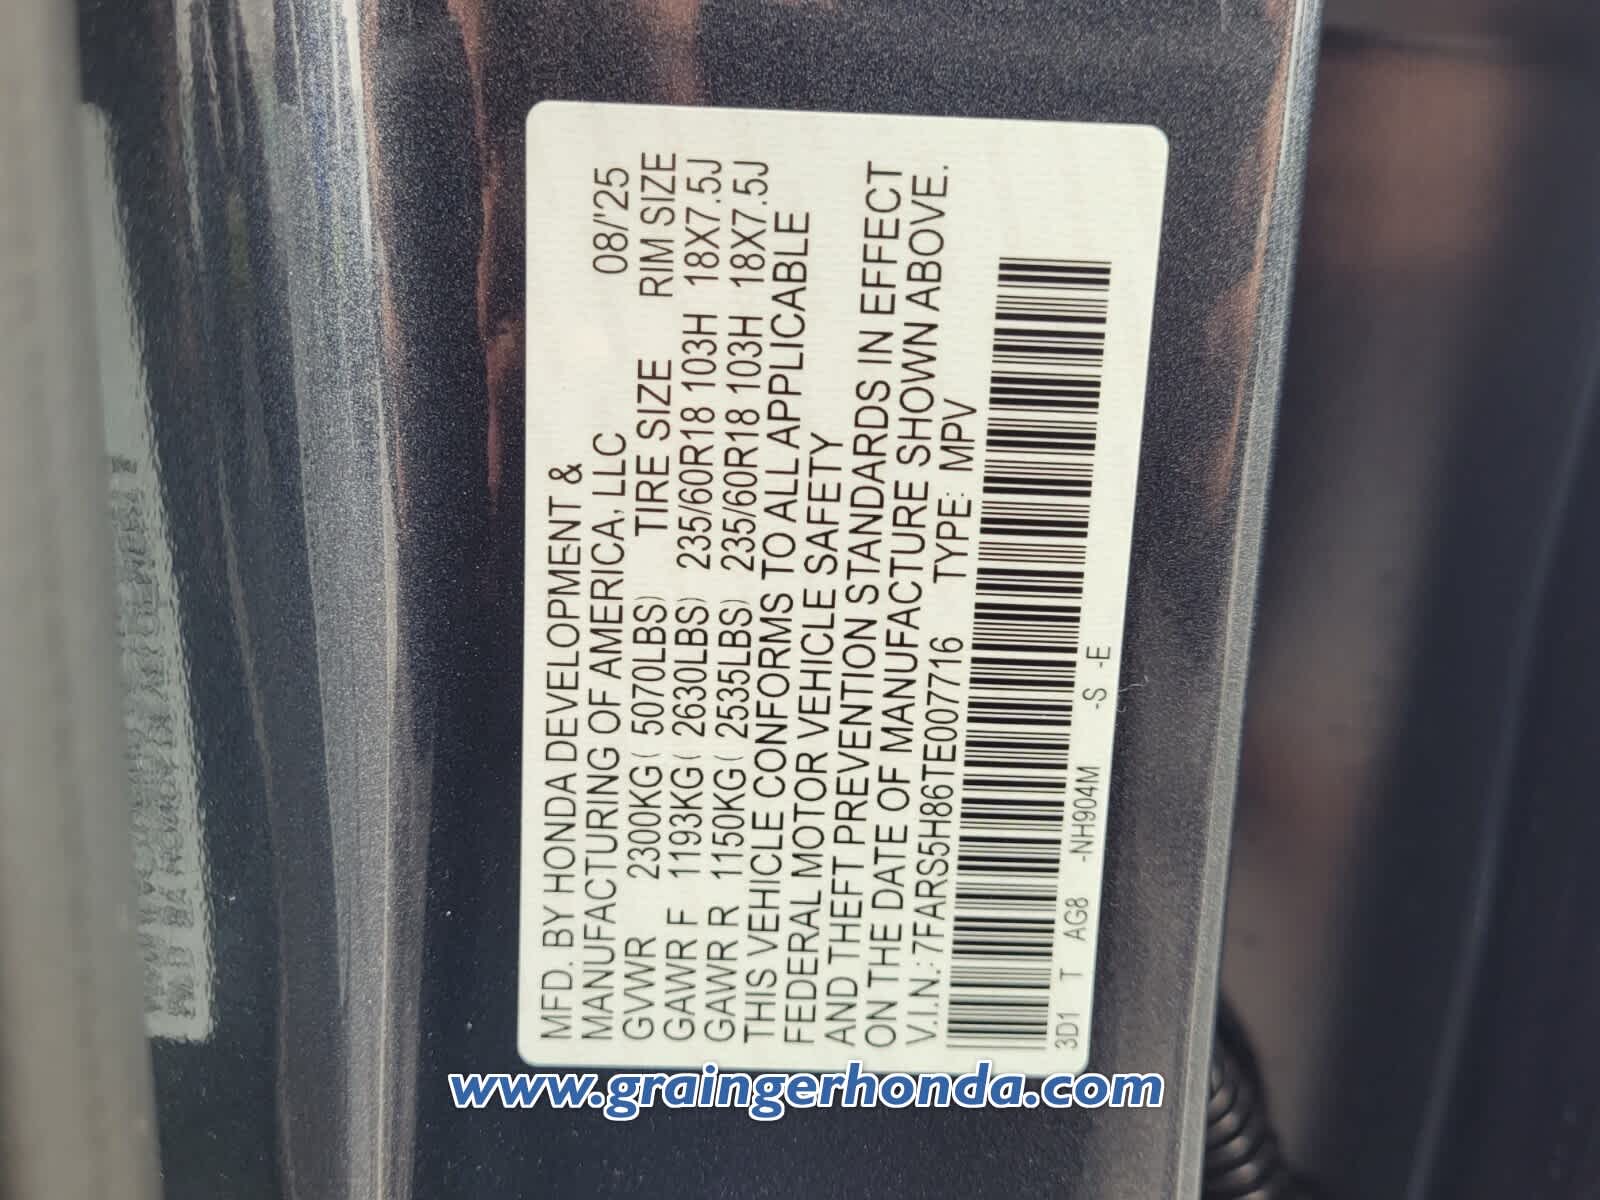 MFD. BY HONDA DEVELOPMENT &
MANUFACTURING OF AMERICA, LLC 08/'25
GVWR 2300KG ( 5070LBS) TIRE SIZE RIM SIZE
GAWR F 1193KG ( 2630LBS) 235/60R18 103H 18X7.5J
GAWR R 1150KG ( 2535LBS) 235/60R18 103H 18X7.5J
THIS VEHICLE CONFORMS TO ALL APPLICABLE
FEDERAL MOTOR VEHICLE SAFETY
AND THEFT PREVENTION STANDARDS IN EFFECT
ON THE DATE OF MANUFACTURE SHOWN ABOVE.
V.I.N.: 7FARS5H86TE007716 TYPE: MPV
3D1 T AG8 -NH904M -S -E
www.graingerhonda.com